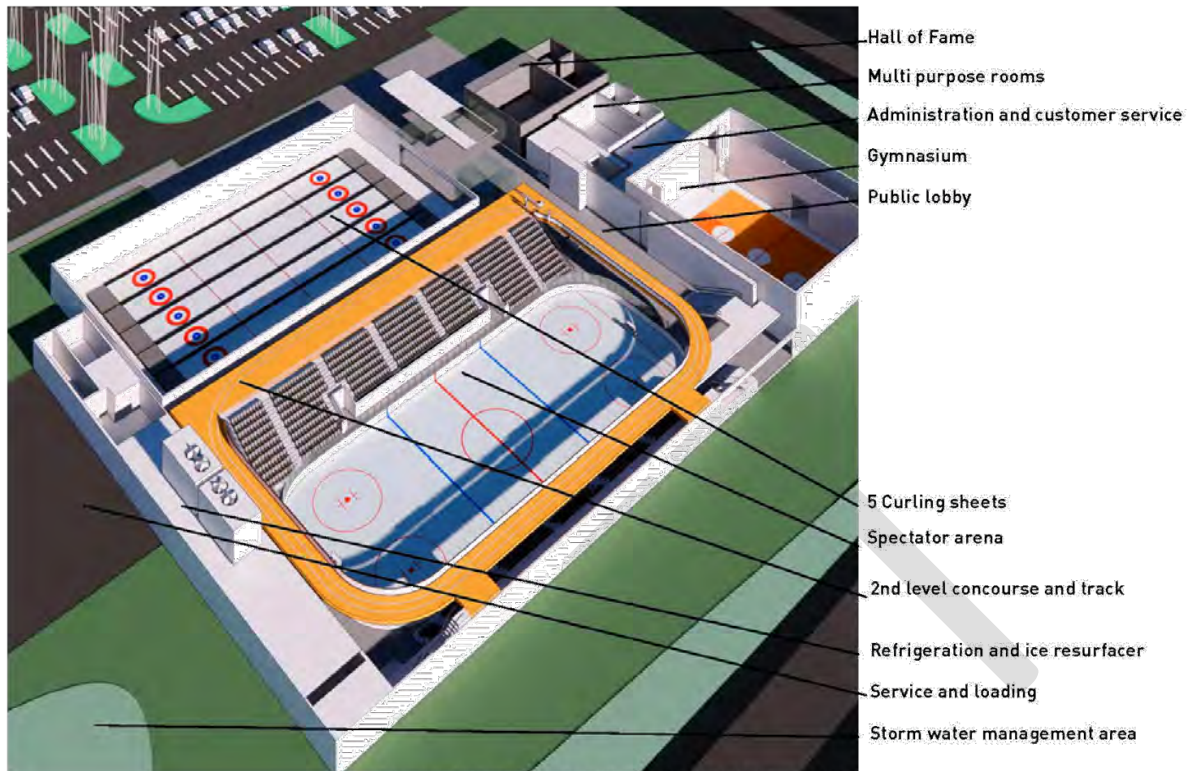 Hall of Fame
Multi purpose rooms
Administration and customer service
Gymnasium
Public lobby
5 Curling sheets
Spectator arena
2nd level concourse and track
Refrigeration and ice resurfacer
Service and loading
Storm water management area